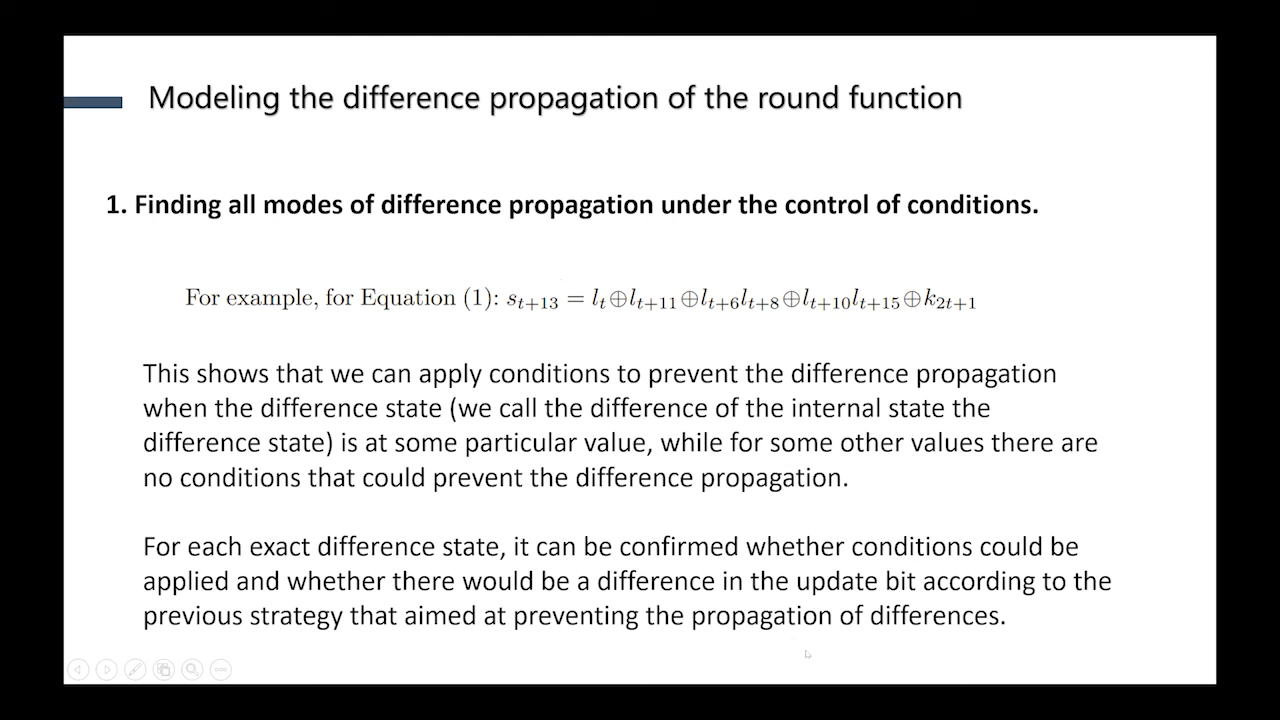 Modeling the difference propagation of the round function
1. Finding all modes of difference propagation under the control of conditions.
For example, for Equation (1): s_{t+13} = l_t⊕l_{t+11}⊕l_{t+6}l_{t+8}⊕l_{t+10}l_{t+15}⊕k_{2t+1}
This shows that we can apply conditions to prevent the difference propagation
when the difference state (we call the difference of the internal state the
difference state) is at some particular value, while for some other values there are
no conditions that could prevent the difference propagation.
For each exact difference state, it can be confirmed whether conditions could be
applied and whether there would be a difference in the update bit according to the
previous strategy that aimed at preventing the propagation of differences.